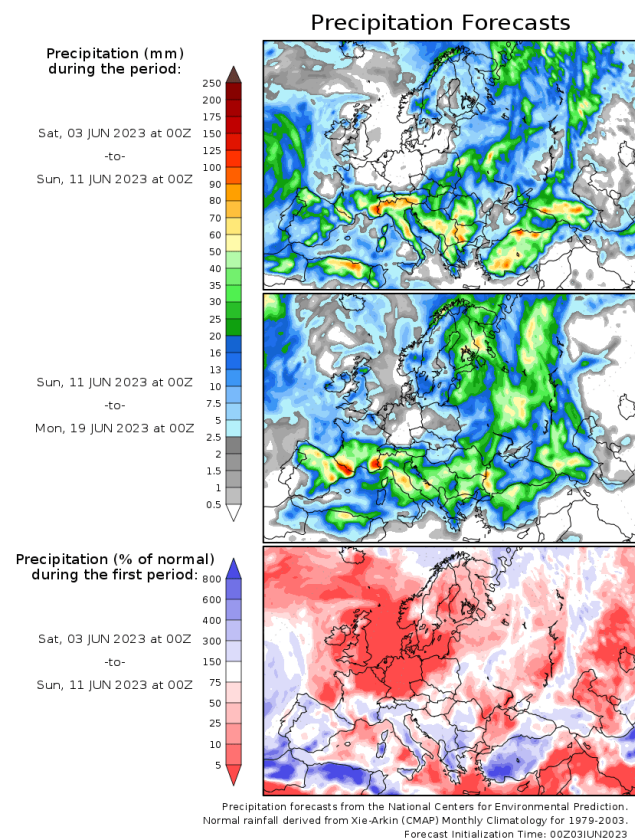 Precipitation Forecasts
Precipitation (mm)
during the period:
Sat, 03 JUN 2023 at 00Z
-to-
Sun, 11 JUN 2023 at 00Z
250
200
175
150
125
100
90
80
70
60
50
40
35
30
25
20
16
13
10
7.5
5
2.5
2
1.5
1
0.5
Sun, 11 JUN 2023 at 00Z
-to-
Mon, 19 JUN 2023 at 00Z
Precipitation (% of normal)
during the first period:
Sat, 03 JUN 2023 at 00Z
-to-
Sun, 11 JUN 2023 at 00Z
800
600
400
300
150
75
50
25
10
5
Precipitation forecasts from the National Centers for Environmental Prediction.
Normal rainfall derived from Xie-Arkin (CMAP) Monthly Climatology for 1979-2003.
Forecast Initialization Time: 00Z03JUN2023